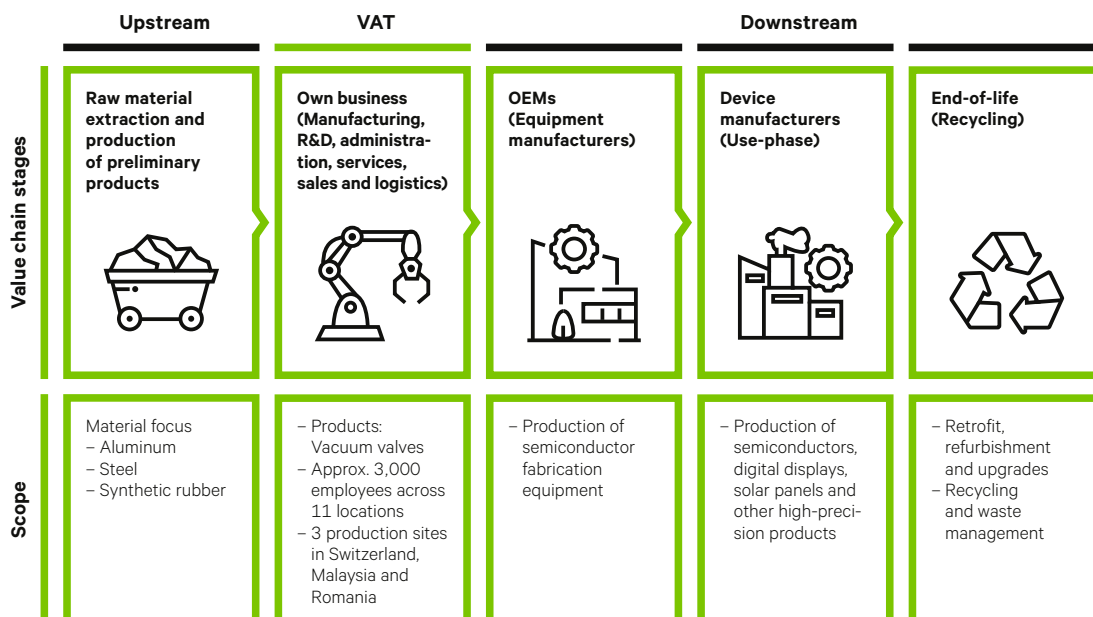 Upstream
VAT
Downstream
Value chain stages
Raw material
extraction and
production
of preliminary
products
Own business
(Manufacturing,
R&D, administra-
tion, services,
sales and logistics)
OEMs
(Equipment
manufacturers)
Device
manufacturers
(Use-phase)
End-of-life
(Recycling)
Scope
Material focus
– Aluminum
– Steel
– Synthetic rubber
– Products:
Vacuum valves
– Approx. 3,000
employees across
11 locations
– 3 production sites
in Switzerland,
Malaysia and
Romania
– Production of
semiconductor
fabrication
equipment
– Production of
semiconductors,
digital displays,
solar panels and
other high-preci-
sion products
– Retrofit,
refurbishment
and upgrades
– Recycling
and waste
management